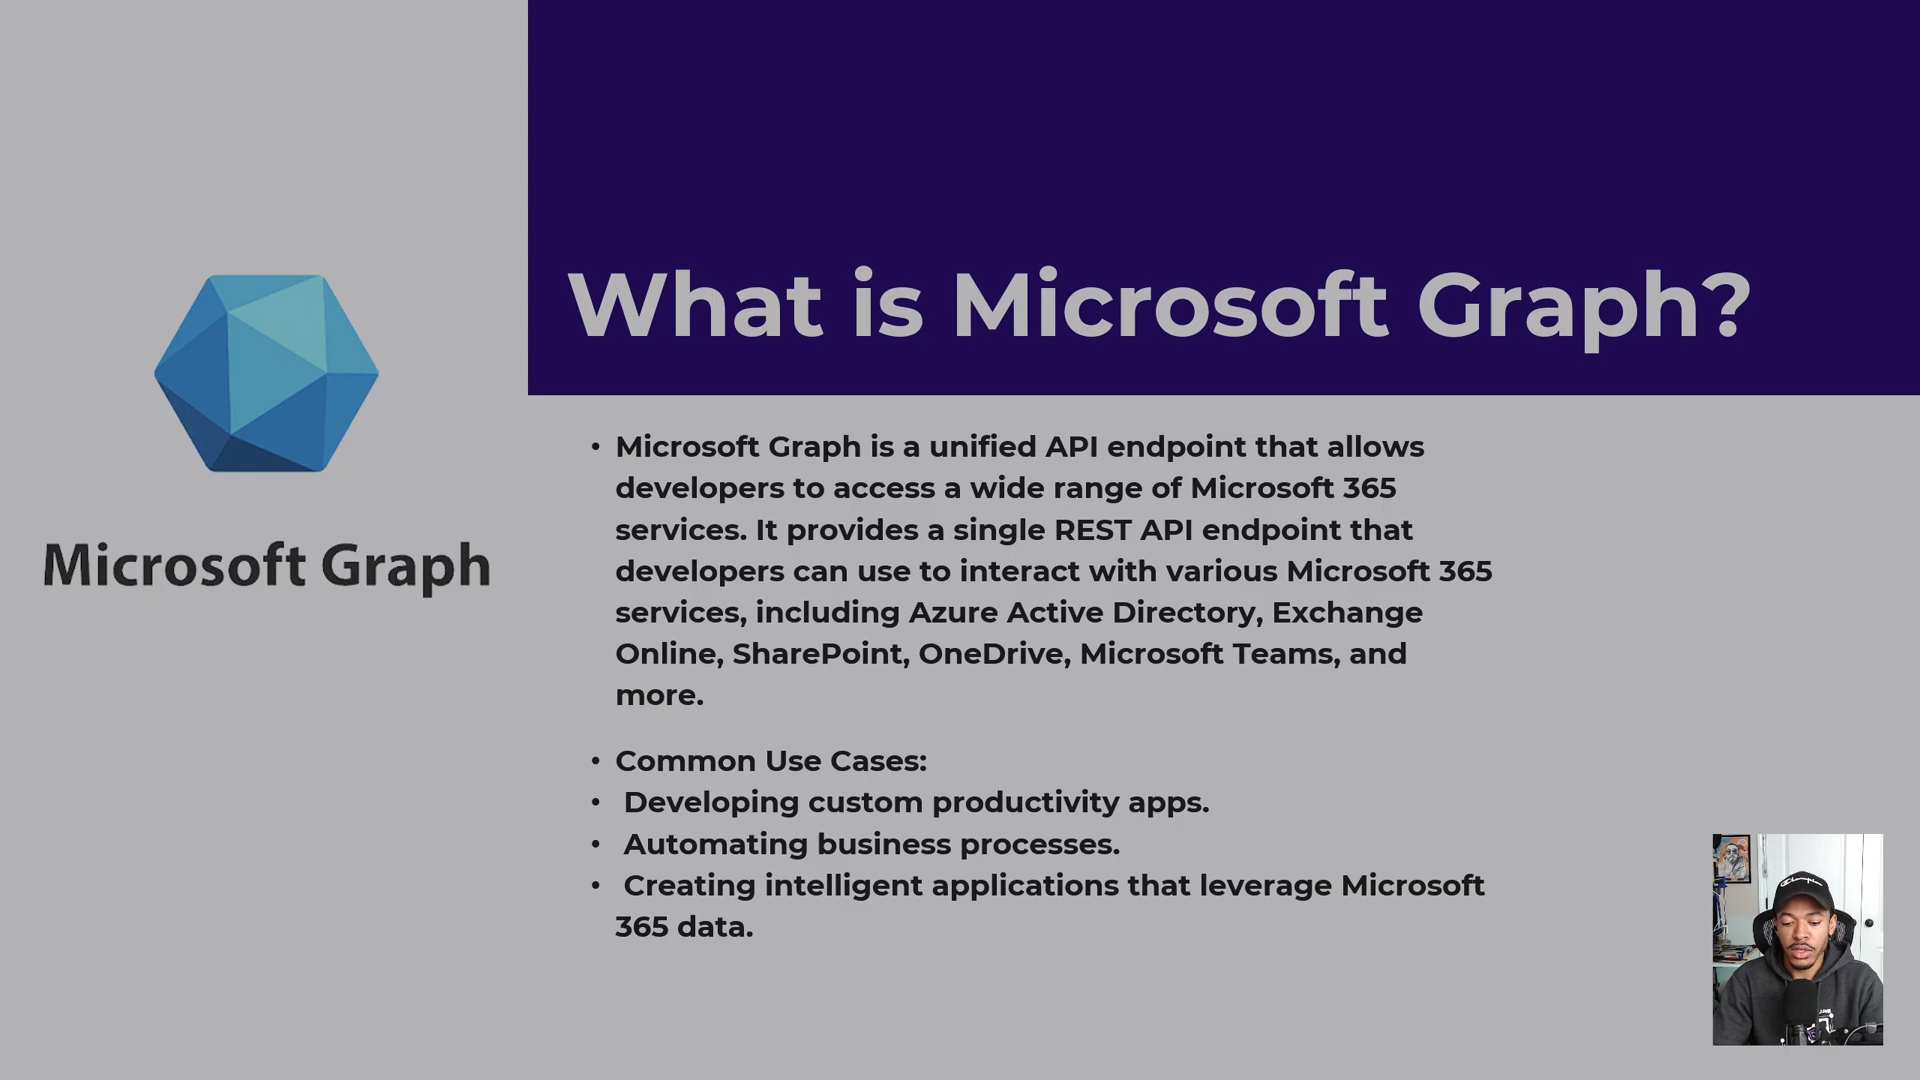 What is Microsoft Graph?
Microsoft Graph
• Microsoft Graph is a unified API endpoint that allows
developers to access a wide range of Microsoft 365
services. It provides a single REST API endpoint that
developers can use to interact with various Microsoft 365
services, including Azure Active Directory, Exchange
Online, SharePoint, OneDrive, Microsoft Teams, and
more.
• Common Use Cases:
• Developing custom productivity apps.
• Automating business processes.
• Creating intelligent applications that leverage Microsoft
365 data.
Champion